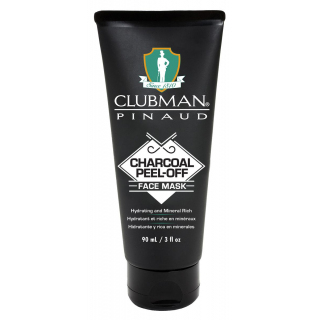 Since 1810
CLUBMAN®
PINAUD
CHARCOAL
PEEL-OFF
FACE MASK
Hydrating and Mineral Rich
Hydratant et riche en minéraux
Hidratante y rica en minerales
90 mL / 3 fl oz